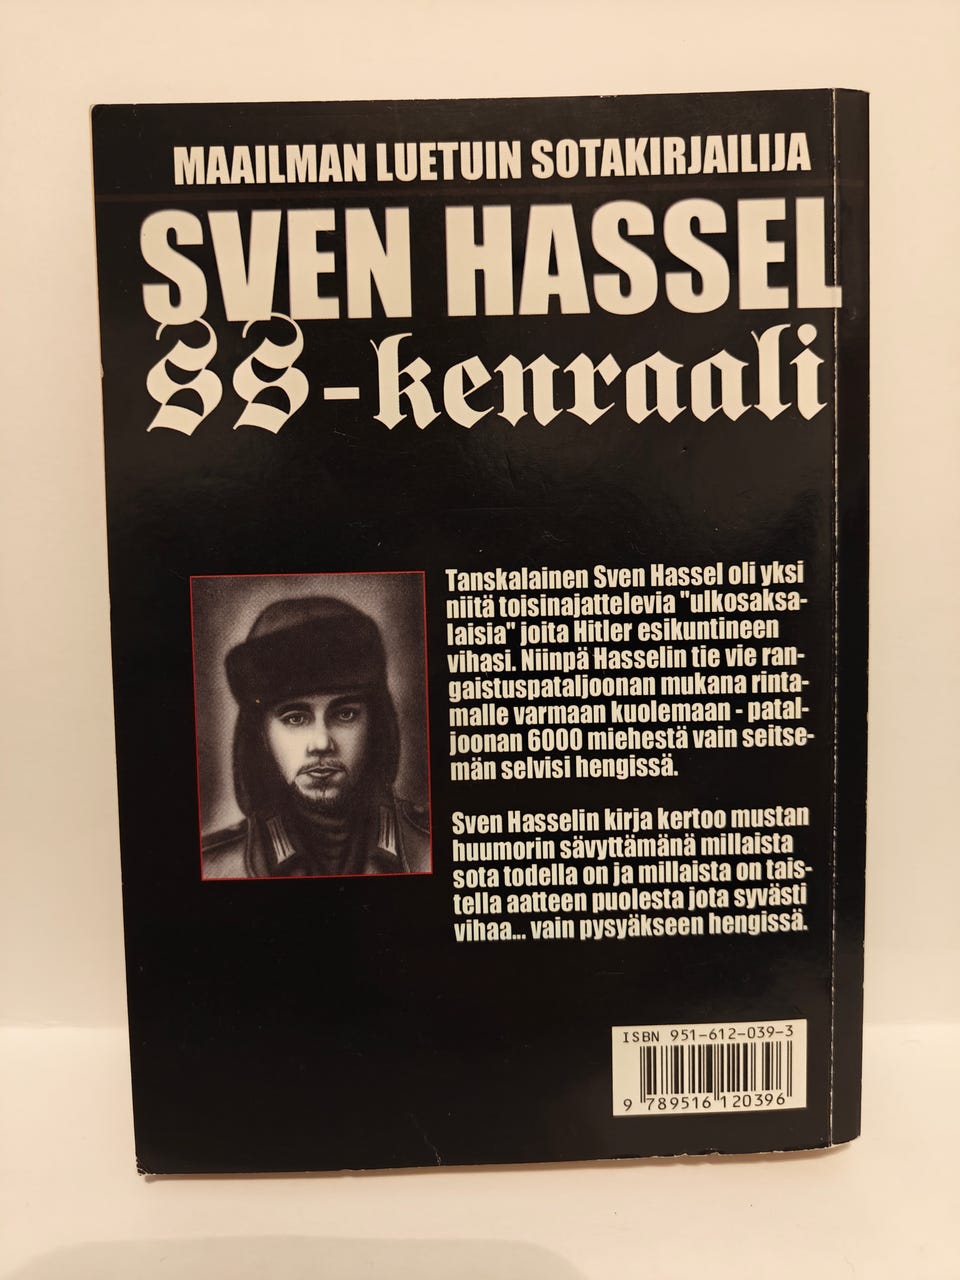 MAAILMAN LUETUIN SOTAKIRJAILIJA
SVEN HASSEL
SS-kenraali
Tanskalainen Sven Hassel oli yksi
niitä toisinajattelevia "ulkosaksa-
laisia" joita Hitler esikuntineen
vihasi. Niinpä Hasselin tie vie ran-
gaistuspataljoonan mukana rinta-
malle varmaan kuolemaan - patal-
joonan 6000 miehestä vain seitse-
män selvisi hengissä.
Sven Hasselin kirja kertoo mustan
huumorin sävyttämänä millaista
sota todella on ja millaista on tais-
tella aatteen puolesta jota syvästi
vihaa... vain pysyäkseen hengissä.
ISBN 951-612-039-3
9 789516 120396